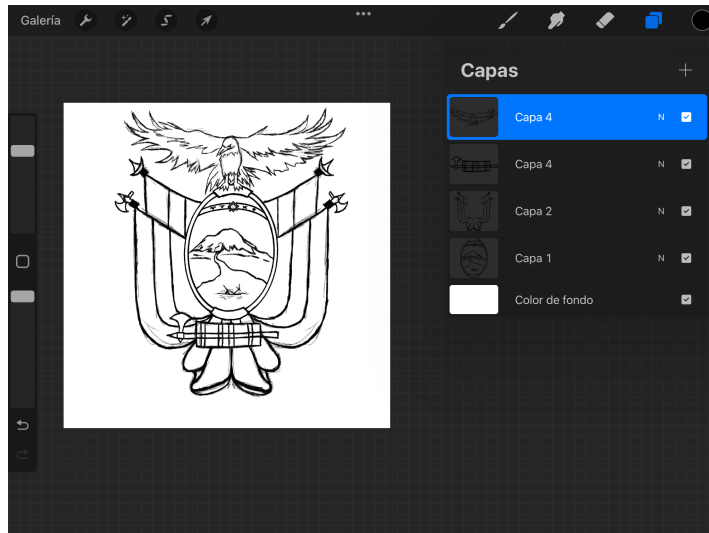 Galería
Capas
Capa 4 N
Capa 4 N
Capa 2 N
Capa 1 N
Color de fondo